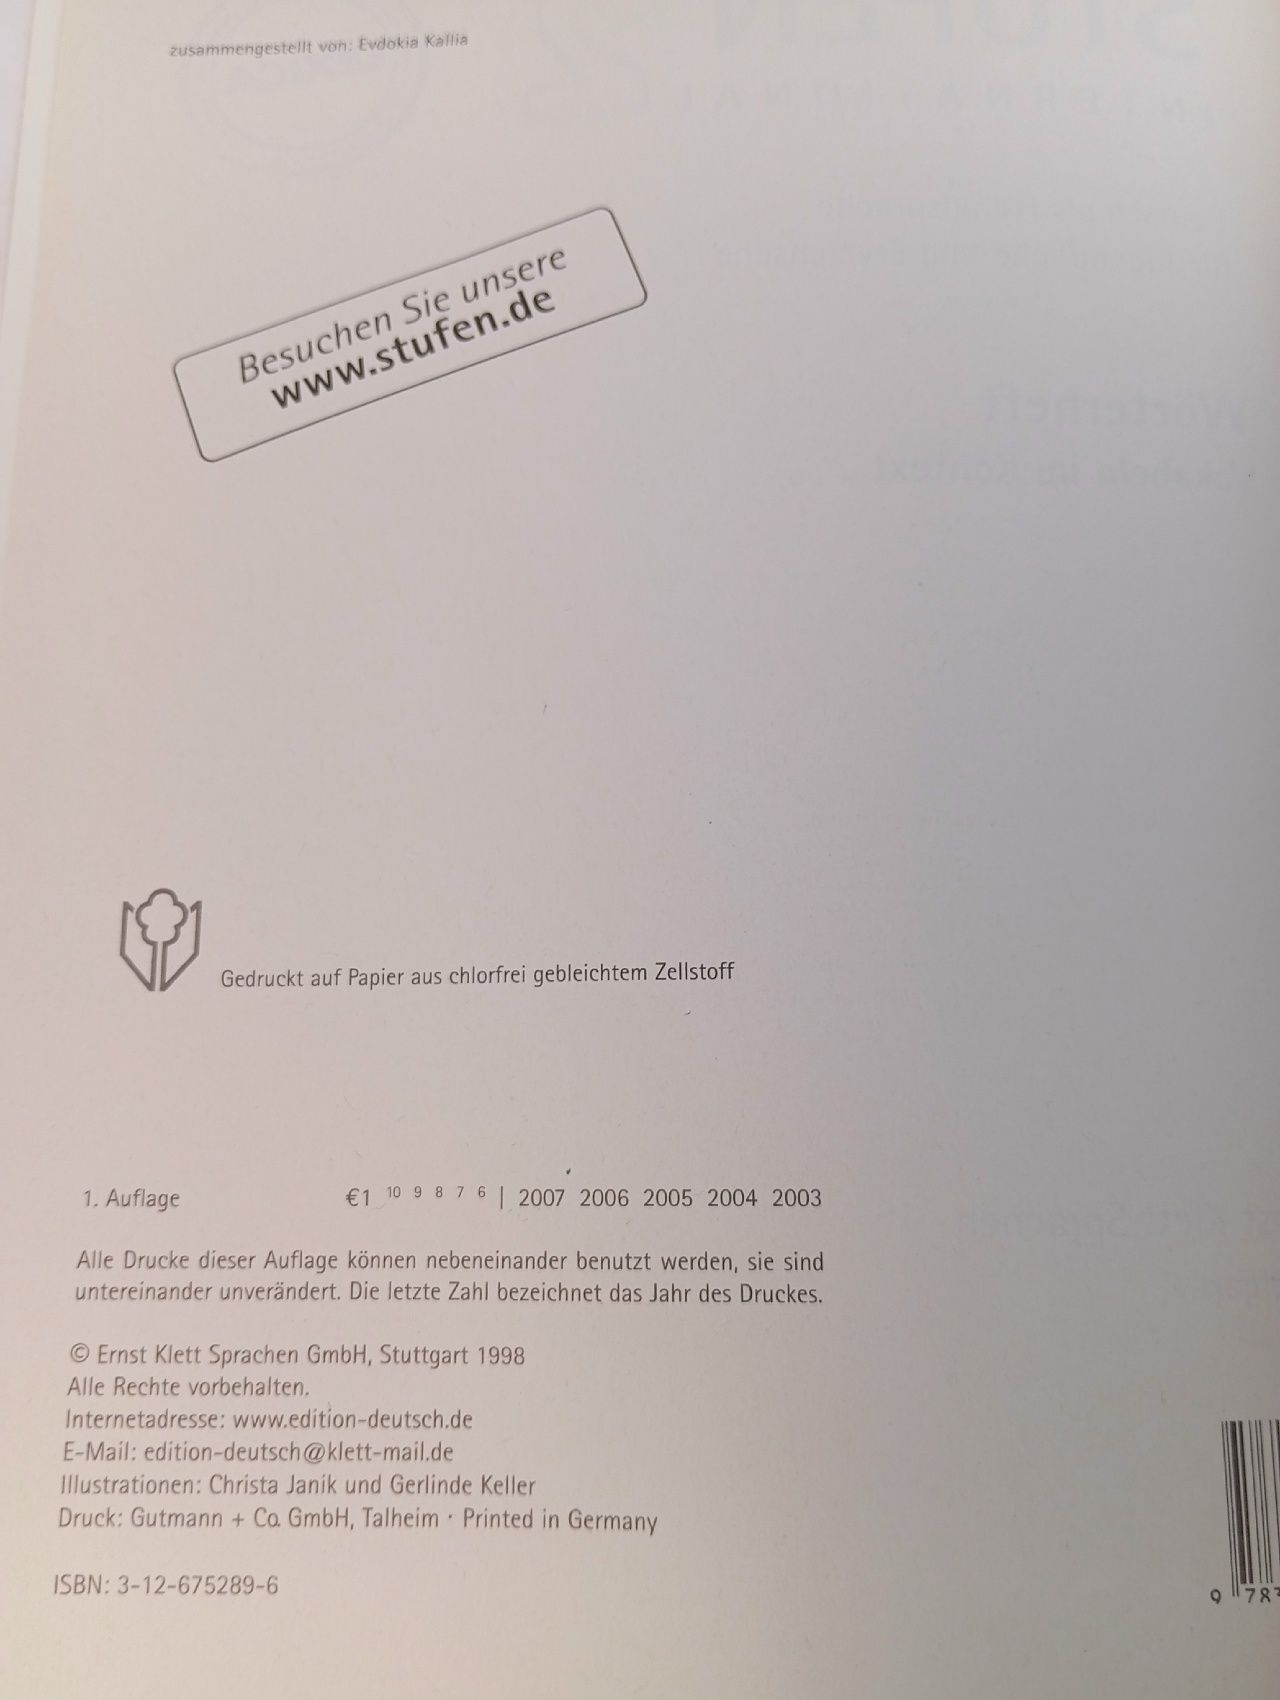 zusammengestellt von: Evdokia Kallia
Besuchen Sie unsere
www.stufen.de
Gedruckt auf Papier aus chlorfrei gebleichtem Zellstoff
1. Auflage €1 10 9 8 7 6 | 2007 2006 2005 2004 2003
Alle Drucke dieser Auflage können nebeneinander benutzt werden, sie sind
untereinander unverändert. Die letzte Zahl bezeichnet das Jahr des Druckes.
© Ernst Klett Sprachen GmbH, Stuttgart 1998
Alle Rechte vorbehalten.
Internetadresse: www.edition-deutsch.de
E-Mail: edition-deutsch@klett-mail.de
Illustrationen: Christa Janik und Gerlinde Keller
Druck: Gutmann + Co. GmbH, Talheim · Printed in Germany
ISBN: 3-12-675289-6
9 78